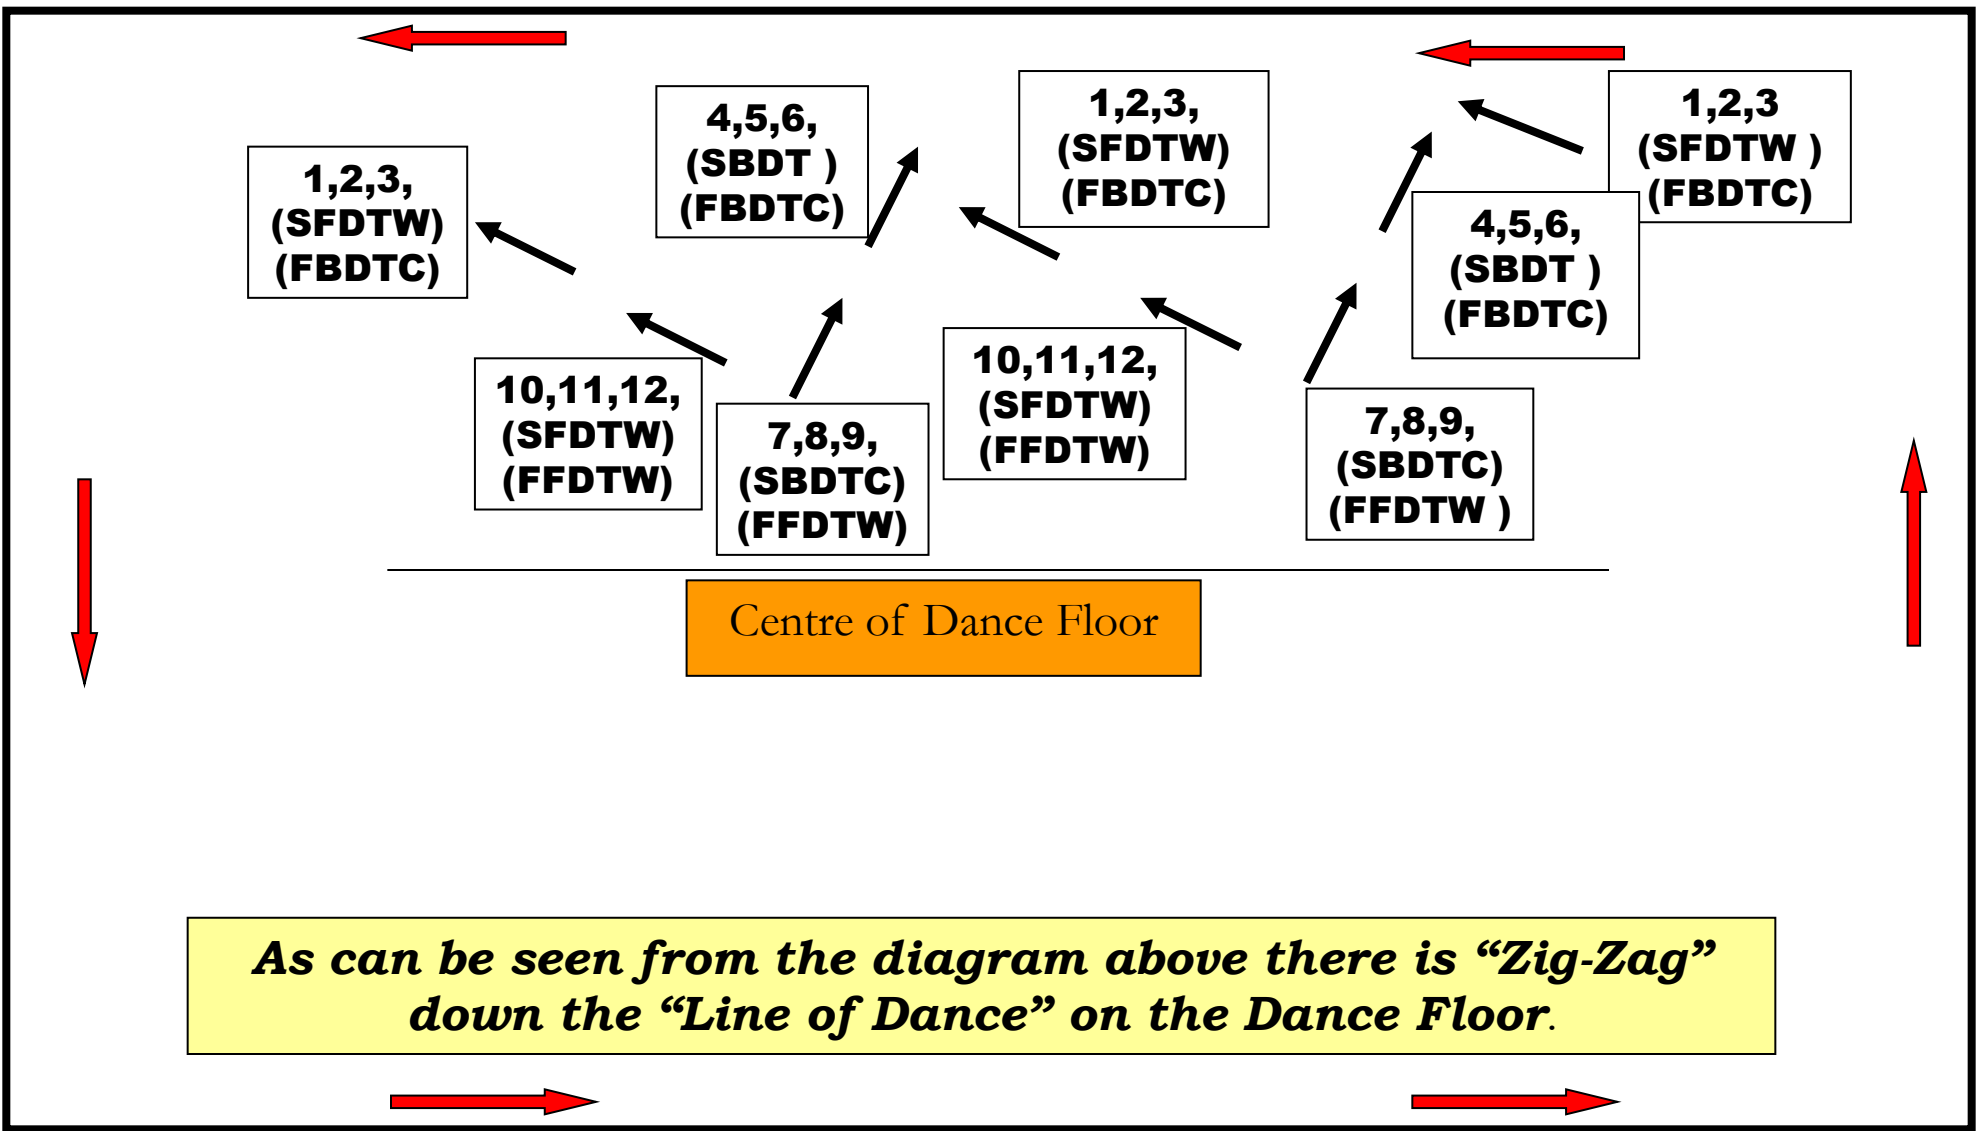 4,5,6,
(SBDT )
(FBDTC)
1,2,3,
(SFDTW)
(FBDTC)
1,2,3
(SFDTW )
(FBDTC)
1,2,3,
(SFDTW)
(FBDTC)
4,5,6,
(SBDT )
(FBDTC)
10,11,12,
(SFDTW)
(FFDTW)
7,8,9,
(SBDTC)
(FFDTW)
10,11,12,
(SFDTW)
(FFDTW)
7,8,9,
(SBDTC)
(FFDTW )
Centre of Dance Floor
As can be seen from the diagram above there is “Zig-Zag”
down the “Line of Dance” on the Dance Floor.